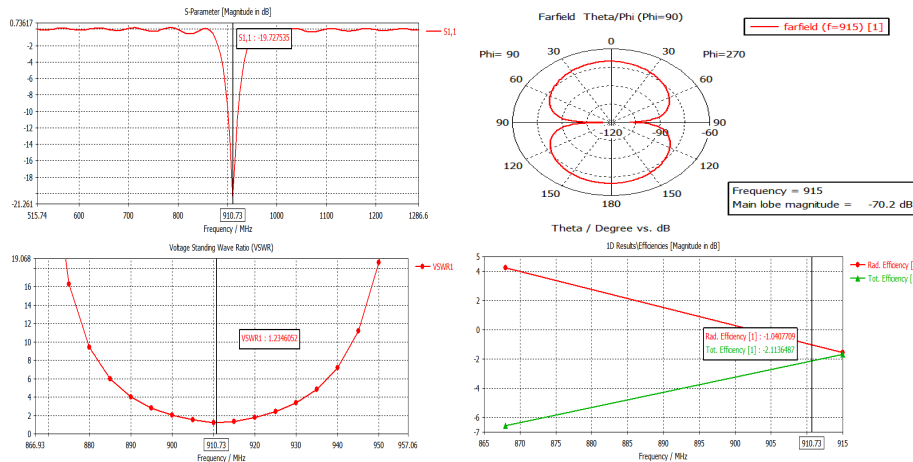 S-Parameter [Magnitude in dB]
0.73617
-2
-4
-6
-8
-10
-12
-14
-16
-18
-21.261
S1,1 : -19.727535
S1,1
515.74 600 700 800 910.73 1000 1100 1200 1286.6
Frequency / MHz
Farfield Theta/Phi (Phi=90)
farfield (f=915) [1]
Phi= 90 30 0 30 Phi=270
60 60
90 -120 -90 90
-60
120 120
150 180 150
Theta / Degree vs. dB
Frequency = 915
Main lobe magnitude = -70.2 dB
Voltage Standing Wave Ratio (VSWR)
19.068
16
14
12
10
8
6
4
2
0
VSWR1 : 1.2346052
VSWR1
866.93 880 890 900 910.73 920 930 940 950 957.06
Frequency / MHz
1D Results\Efficiencies [Magnitude in dB]
5
4
2
0
-2
-4
-6
-7
Rad. Efficiency [1] : -1.0407709
Tot. Efficiency [1] : -2.1136487
Rad. Efficiency [
Tot. Efficiency [
865 870 875 880 885 890 895 900 905 910.73 915
Frequency / MHz